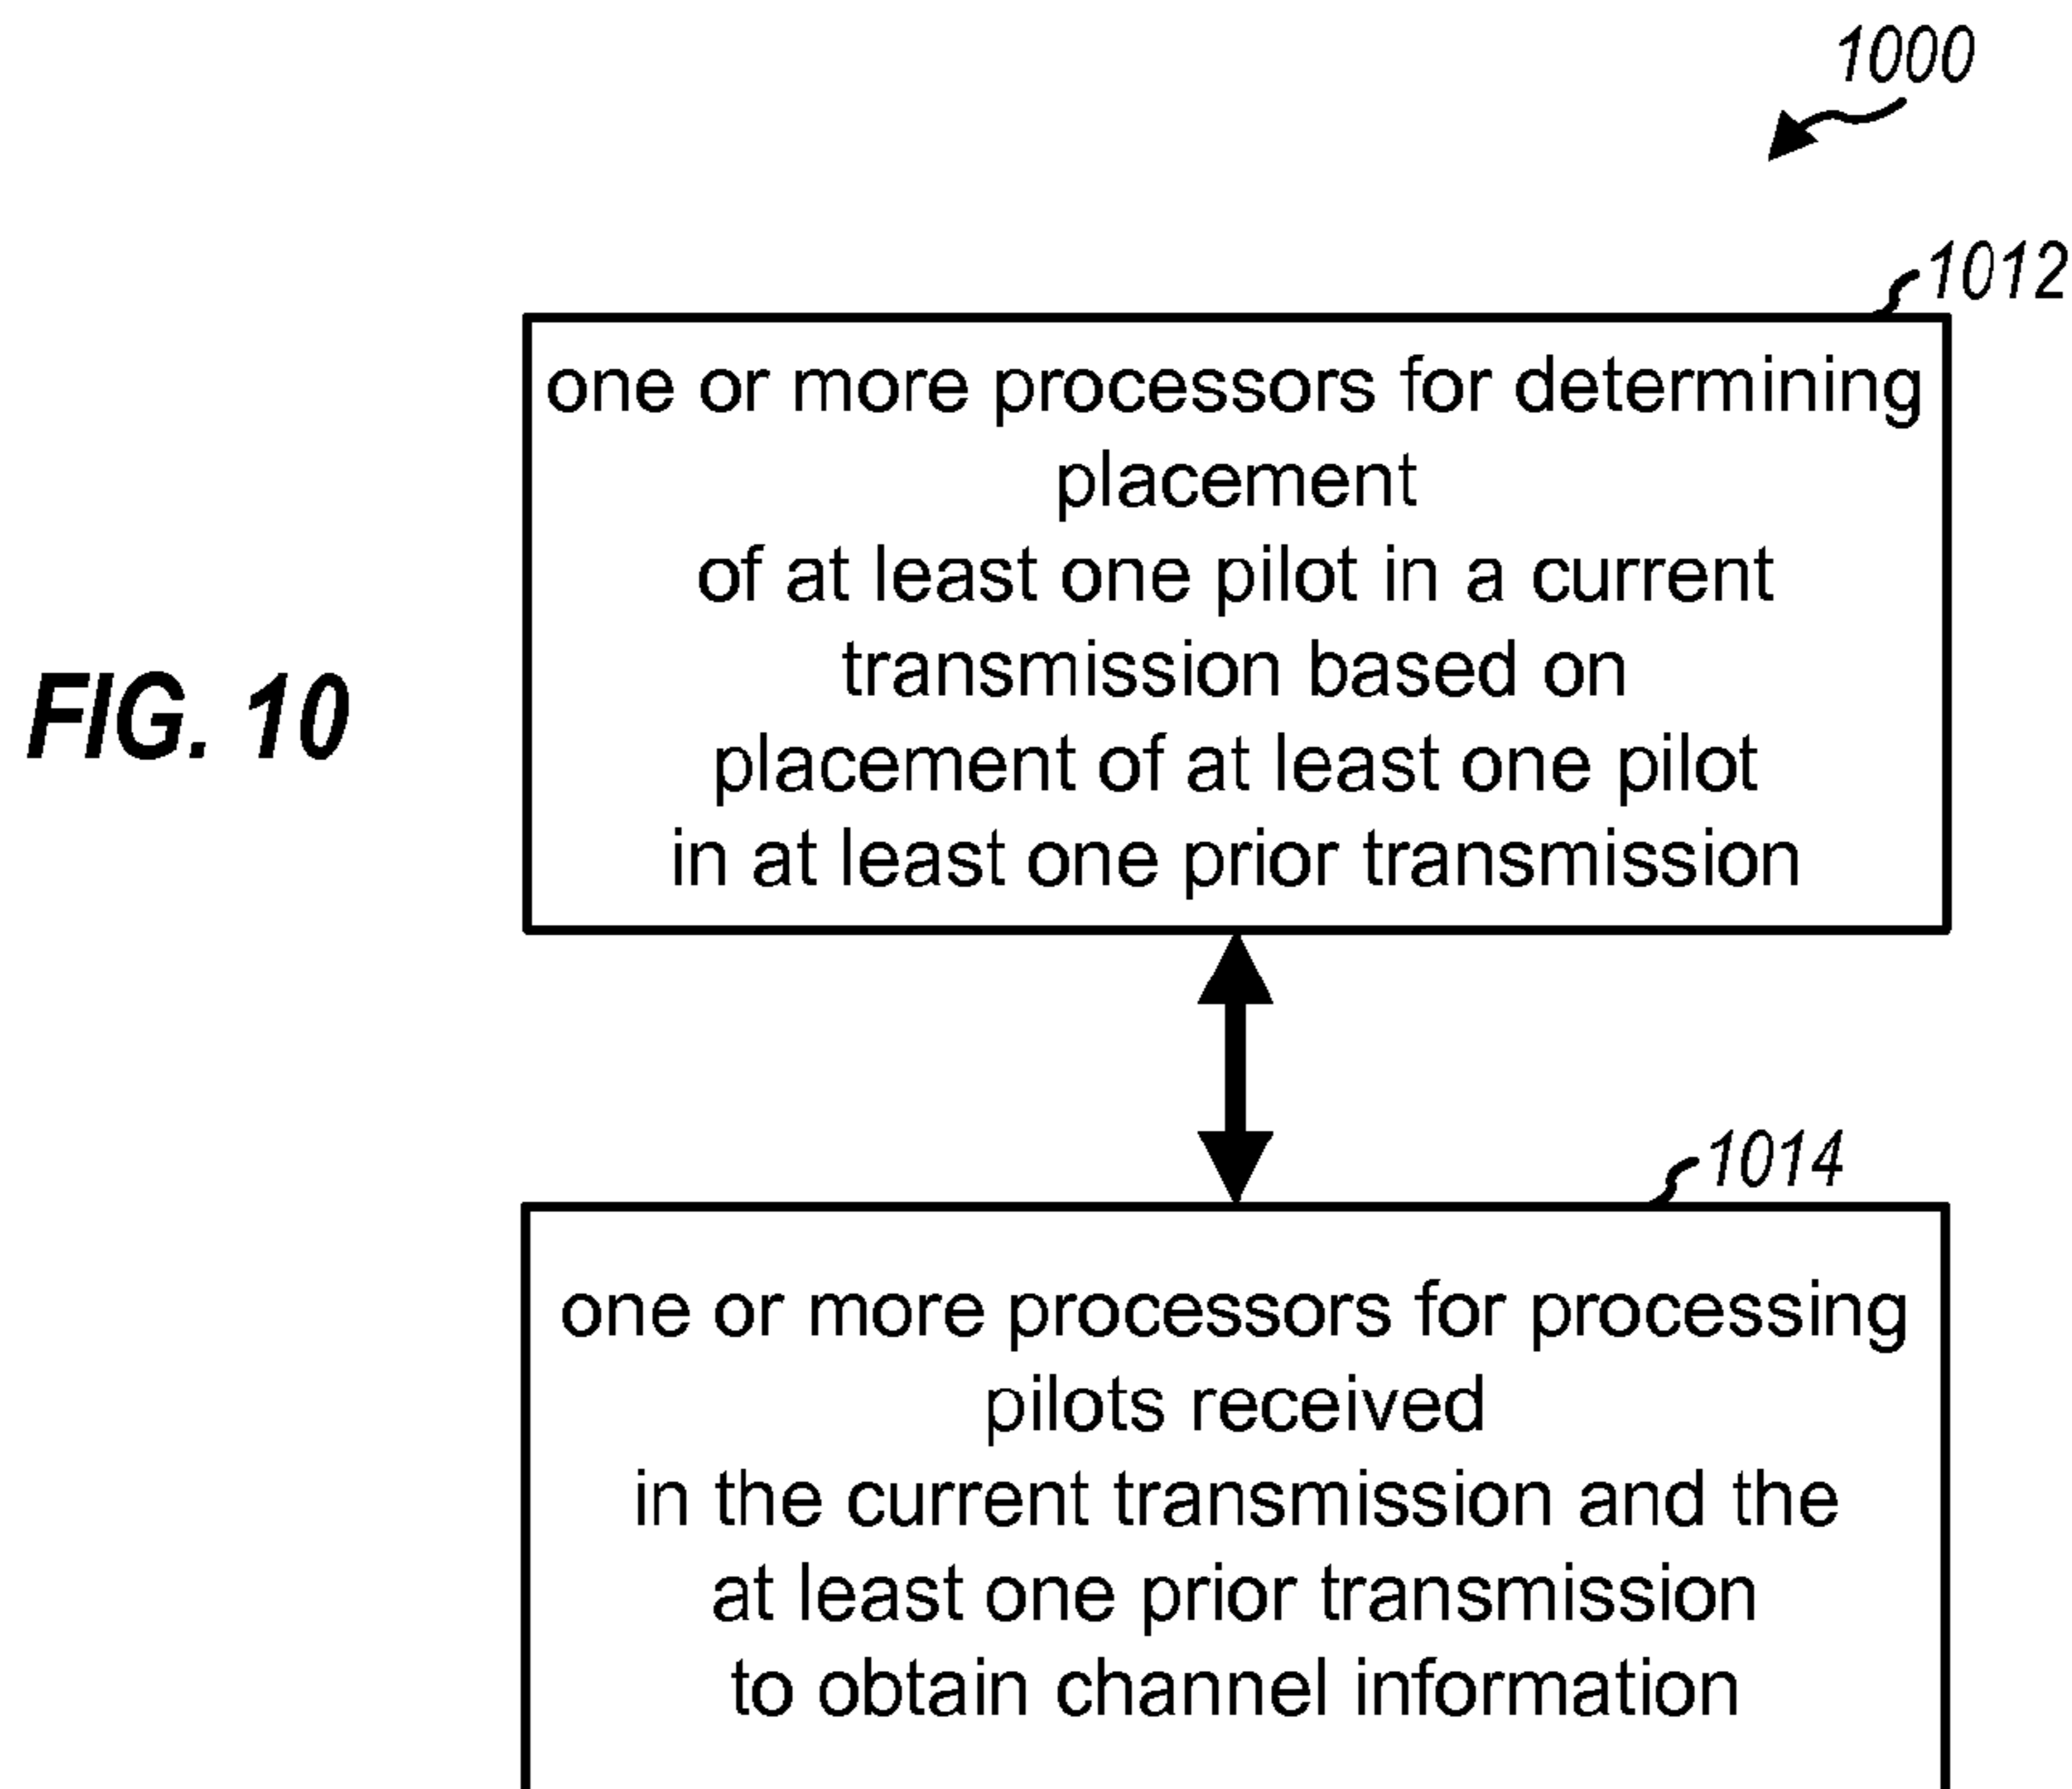 1000
1012
one or more processors for determining
placement
of at least one pilot in a current
transmission based on
placement of at least one pilot
in at least one prior transmission
FIG. 10
1014
one or more processors for processing
pilots received
in the current transmission and the
at least one prior transmission
to obtain channel information